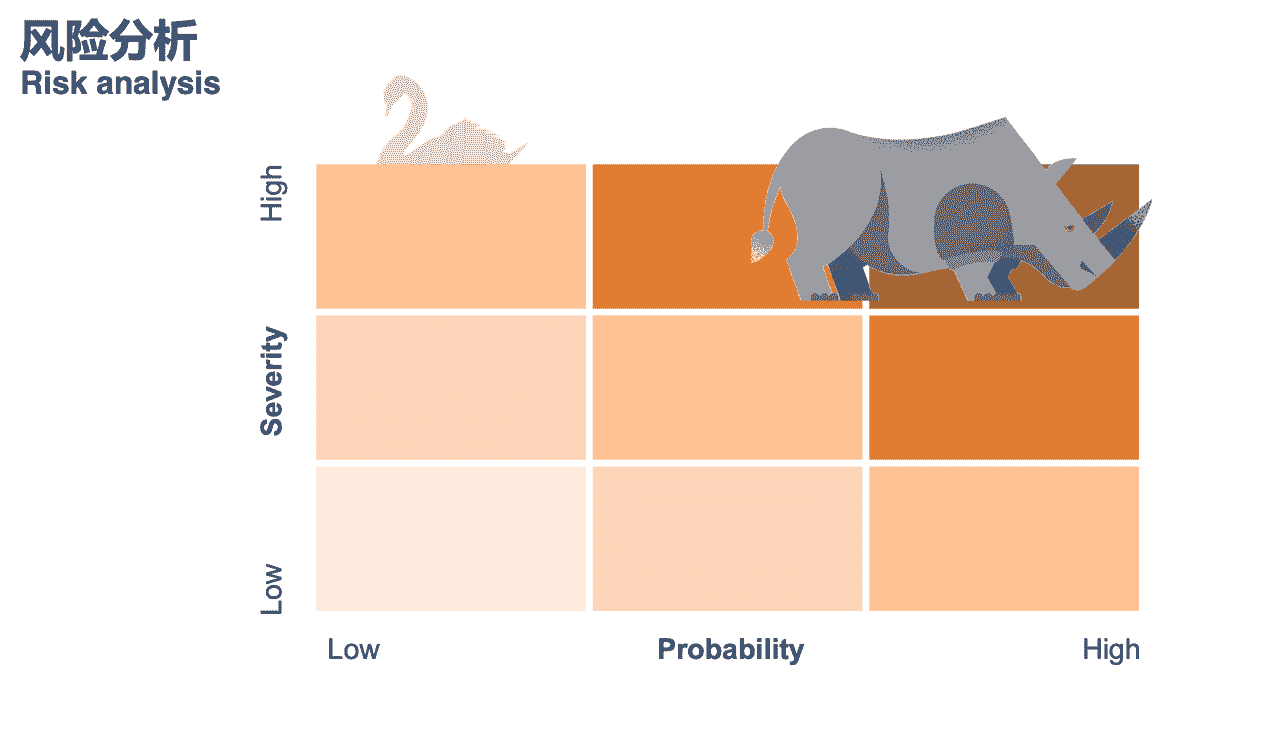 风险分析
Risk analysis
High
Severity
Low
Low
Probability
High